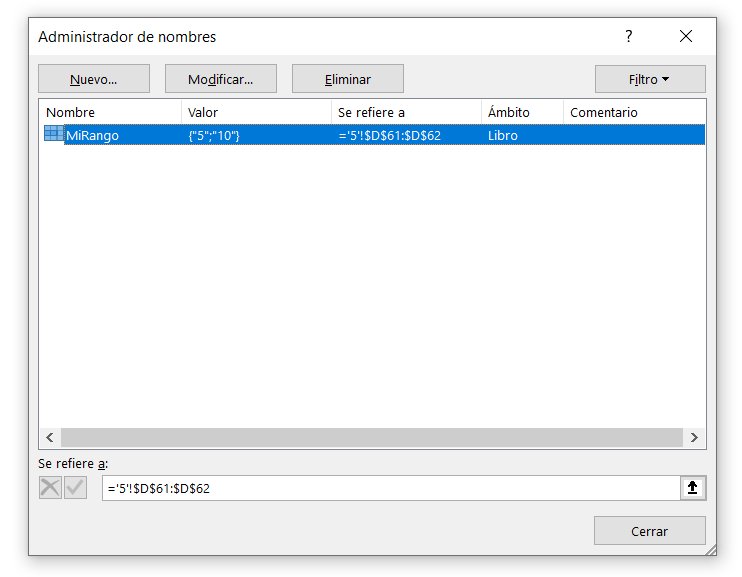 Administrador de nombres ?
Nuevo... Modificar... Eliminar Filtro
Nombre Valor Se refiere a Ámbito Comentario
MiRango {"5";"10"} ='5'!$D$61:$D$62 Libro
Se refiere a:
='5'!$D$61:$D$62
Cerrar